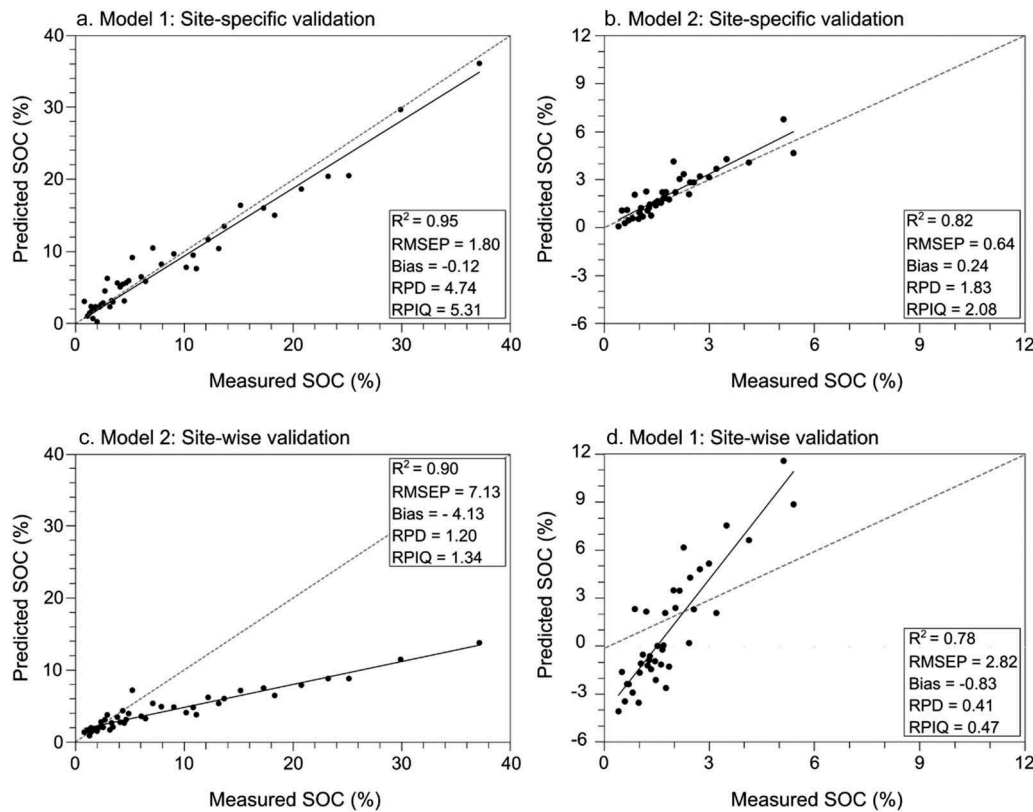 a. Model 1: Site-specific validation
40
30
20
10
0
0
10
20
30
40
Predicted SOC (%)
Measured SOC (%)
R² = 0.95
RMSEP = 1.80
Bias = -0.12
RPD = 4.74
RPIQ = 5.31
b. Model 2: Site-specific validation
12
9
6
3
0
-3
-6
0
3
6
9
12
Predicted SOC (%)
Measured SOC (%)
R² = 0.82
RMSEP = 0.64
Bias = 0.24
RPD = 1.83
RPIQ = 2.08
c. Model 2: Site-wise validation
40
30
20
10
0
0
10
20
30
40
Predicted SOC (%)
Measured SOC (%)
R² = 0.90
RMSEP = 7.13
Bias = - 4.13
RPD = 1.20
RPIQ = 1.34
d. Model 1: Site-wise validation
12
9
6
3
0
-3
-6
0
3
6
9
12
Predicted SOC (%)
Measured SOC (%)
R² = 0.78
RMSEP = 2.82
Bias = -0.83
RPD = 0.41
RPIQ = 0.47